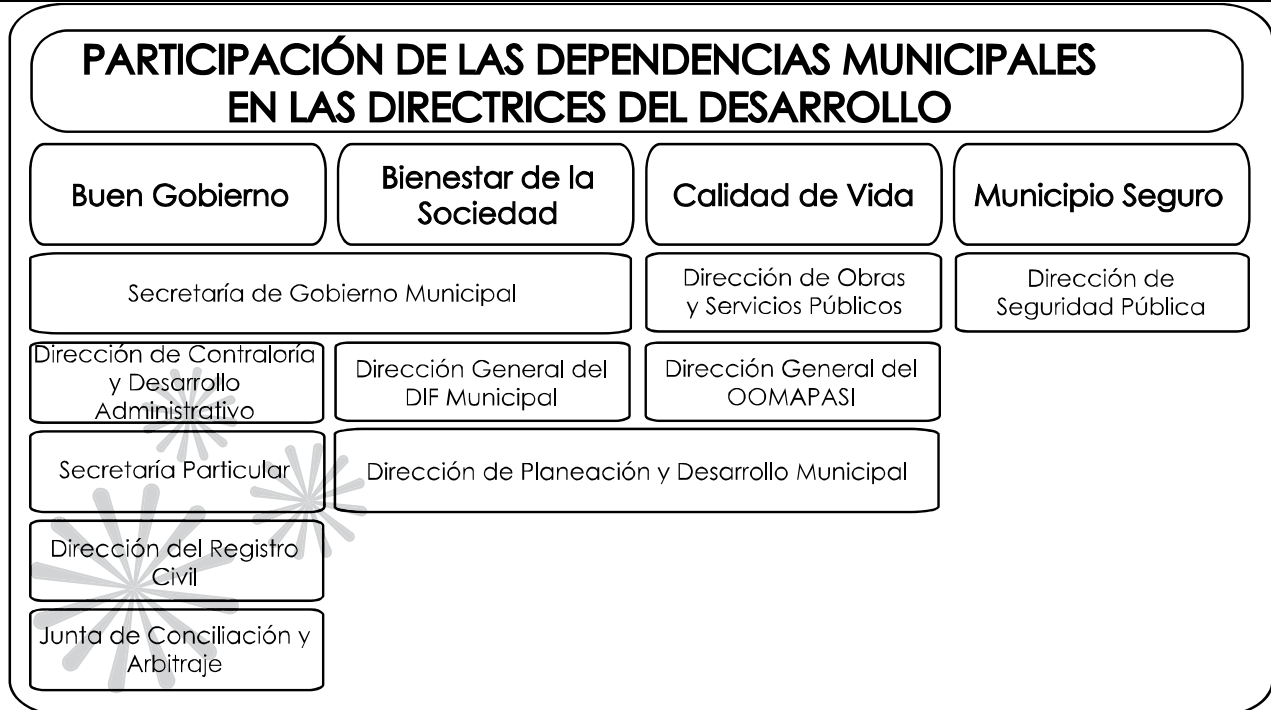 PARTICIPACIÓN DE LAS DEPENDENCIAS MUNICIPALES
EN LAS DIRECTRICES DEL DESARROLLO
Buen Gobierno
Bienestar de la
Sociedad
Calidad de Vida
Municipio Seguro
Secretaría de Gobierno Municipal
Dirección de Obras
y Servicios Públicos
Dirección de
Seguridad Pública
Dirección de Contraloría
y Desarrollo
Administrativo
Dirección General del
DIF Municipal
Dirección General del
OOMAPASI
Secretaría Particular
Dirección de Planeación y Desarrollo Municipal
Dirección del Registro
Civil
Junta de Conciliación y
Arbitraje